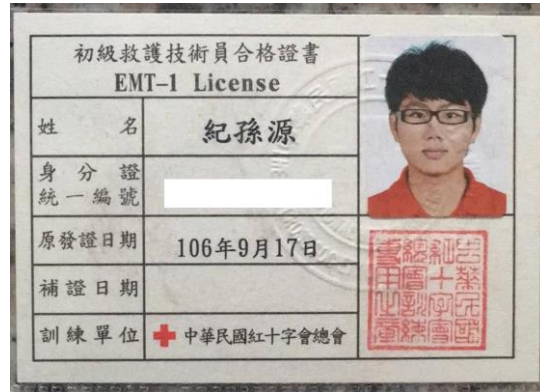 初級救護技術員合格證書
EMT-1 License
姓名 紀孫源
身分證統一編號
原發證日期 106年9月17日
補證日期
訓練單位 中華民國紅十字會總會